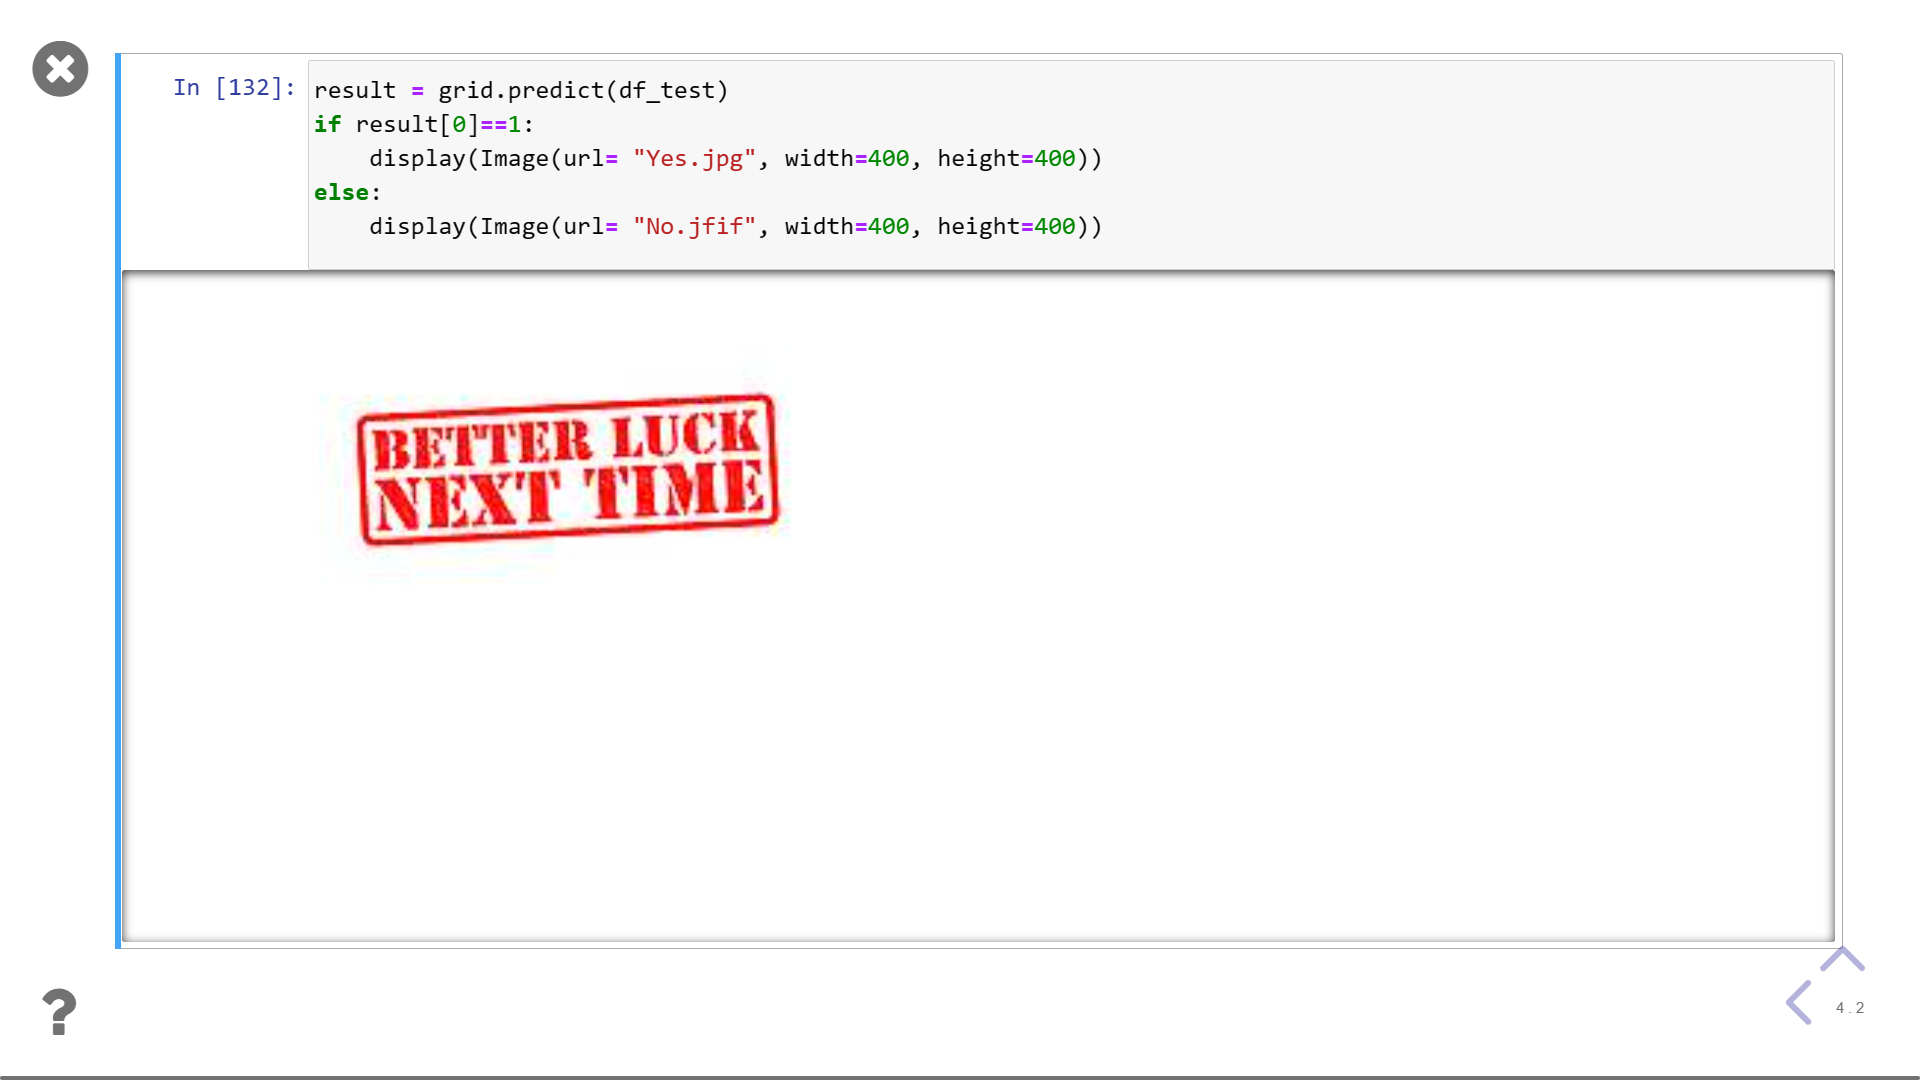 In [132]:
result = grid.predict(df_test)
if result[0]==1:
    display(Image(url= "Yes.jpg", width=400, height=400))
else:
    display(Image(url= "No.jfif", width=400, height=400))
BETTER LUCK
NEXT TIME
?
4.2